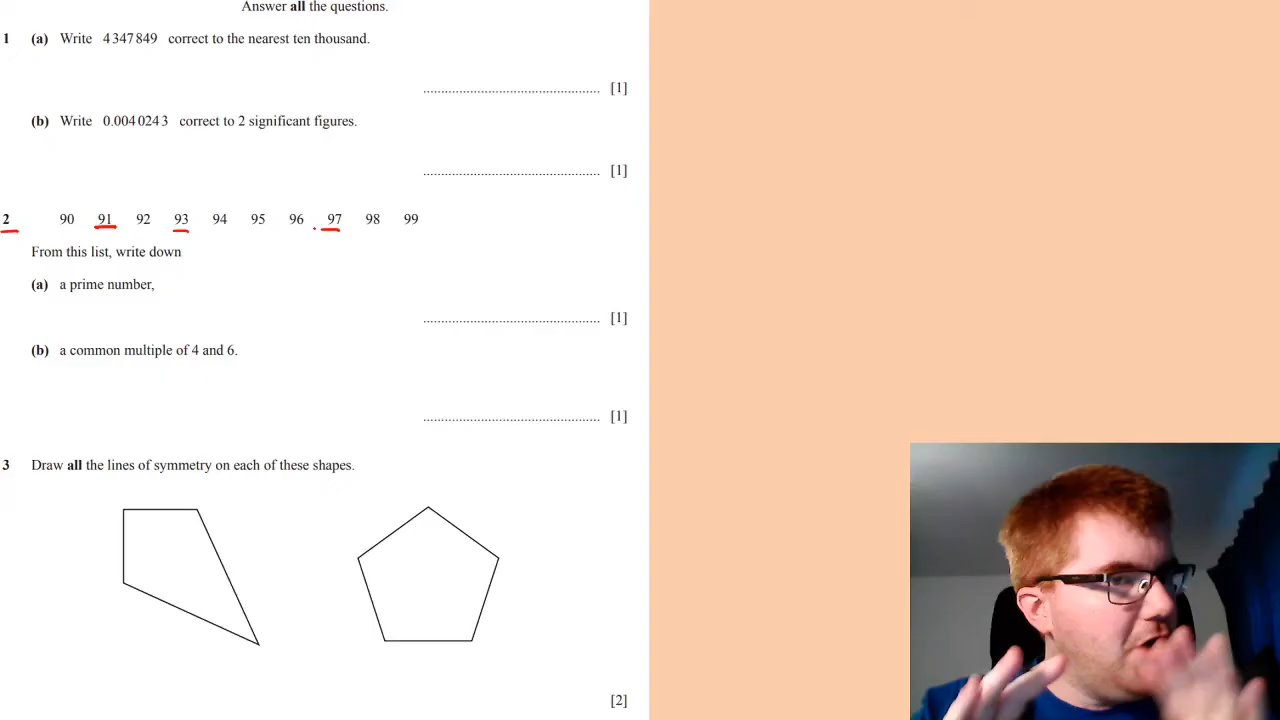 Answer all the questions.
1 (a) Write 4 347 849 correct to the nearest ten thousand.
.................................................. [1]
(b) Write 0.004 024 3 correct to 2 significant figures.
.................................................. [1]
2 90 91 92 93 94 95 96 97 98 99
From this list, write down
(a) a prime number,
.................................................. [1]
(b) a common multiple of 4 and 6.
.................................................. [1]
3 Draw all the lines of symmetry on each of these shapes.
[2]